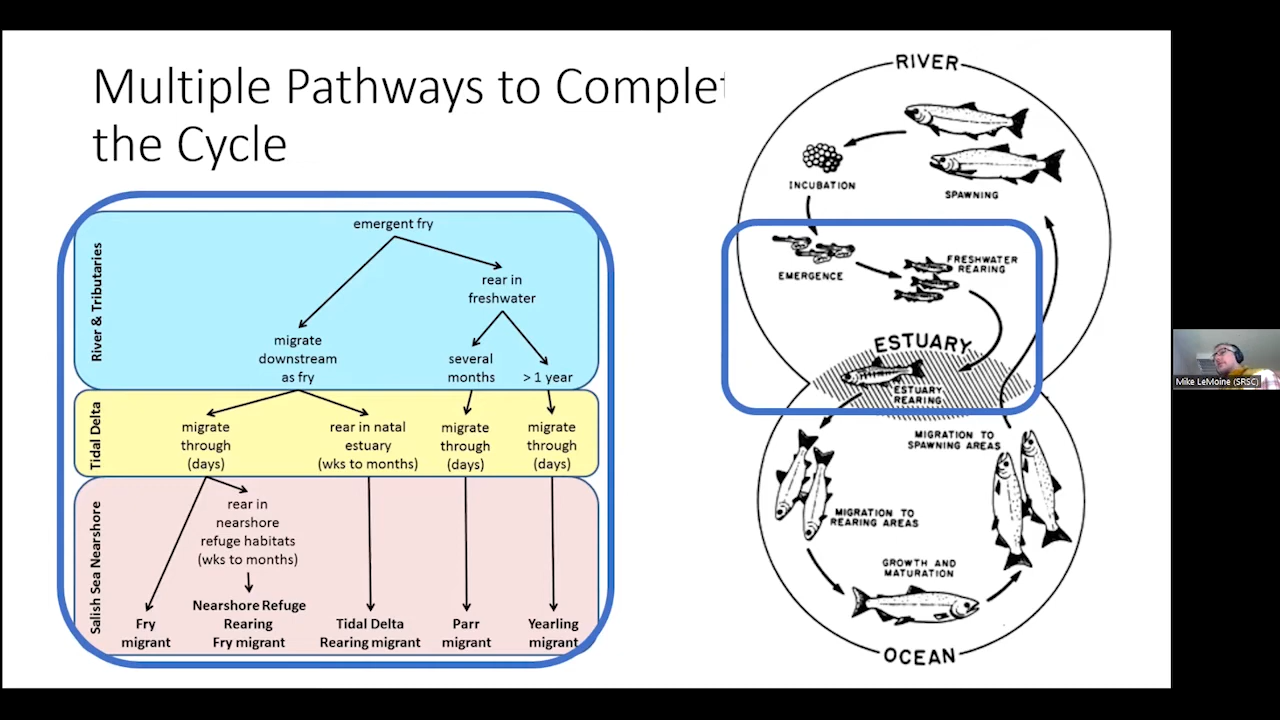 Multiple Pathways to Complet
the Cycle
River & Tributaries
emergent fry
rear in
freshwater
migrate
downstream
as fry
several
months
> 1 year
Tidal Delta
migrate
through
(days)
rear in natal
estuary
(wks to months)
migrate
through
(days)
migrate
through
(days)
Salish Sea Nearshore
rear in
nearshore
refuge habitats
(wks to months)
Fry
migrant
Nearshore Refuge
Rearing
Fry migrant
Tidal Delta
Rearing migrant
Parr
migrant
Yearling
migrant
RIVER
INCUBATION
SPAWNING
EMERGENCE
FRESHWATER
REARING
ESTUARY
ESTUARY
REARING
MIGRATION TO
SPAWNING AREAS
MIGRATION TO
REARING AREAS
GROWTH AND
MATURATION
OCEAN
Mike LeMoine (SRSC)